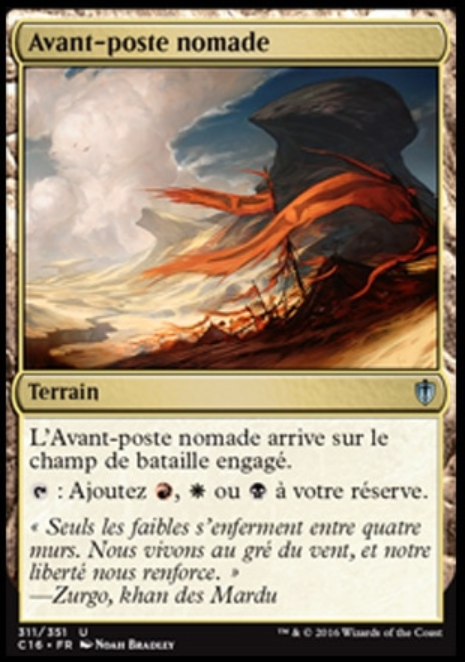 Avant-poste nomade
Terrain
L'Avant-poste nomade arrive sur le
champ de bataille engagé.
: Ajoutez , ou à votre réserve.
« Seuls les faibles s'enferment entre quatre
murs. Nous vivons au gré du vent, et notre
liberté nous renforce. »
—Zurgo, khan des Mardu
311/351 U
C16 • FR Noah Bradley
™ & © 2016 Wizards of the Coast